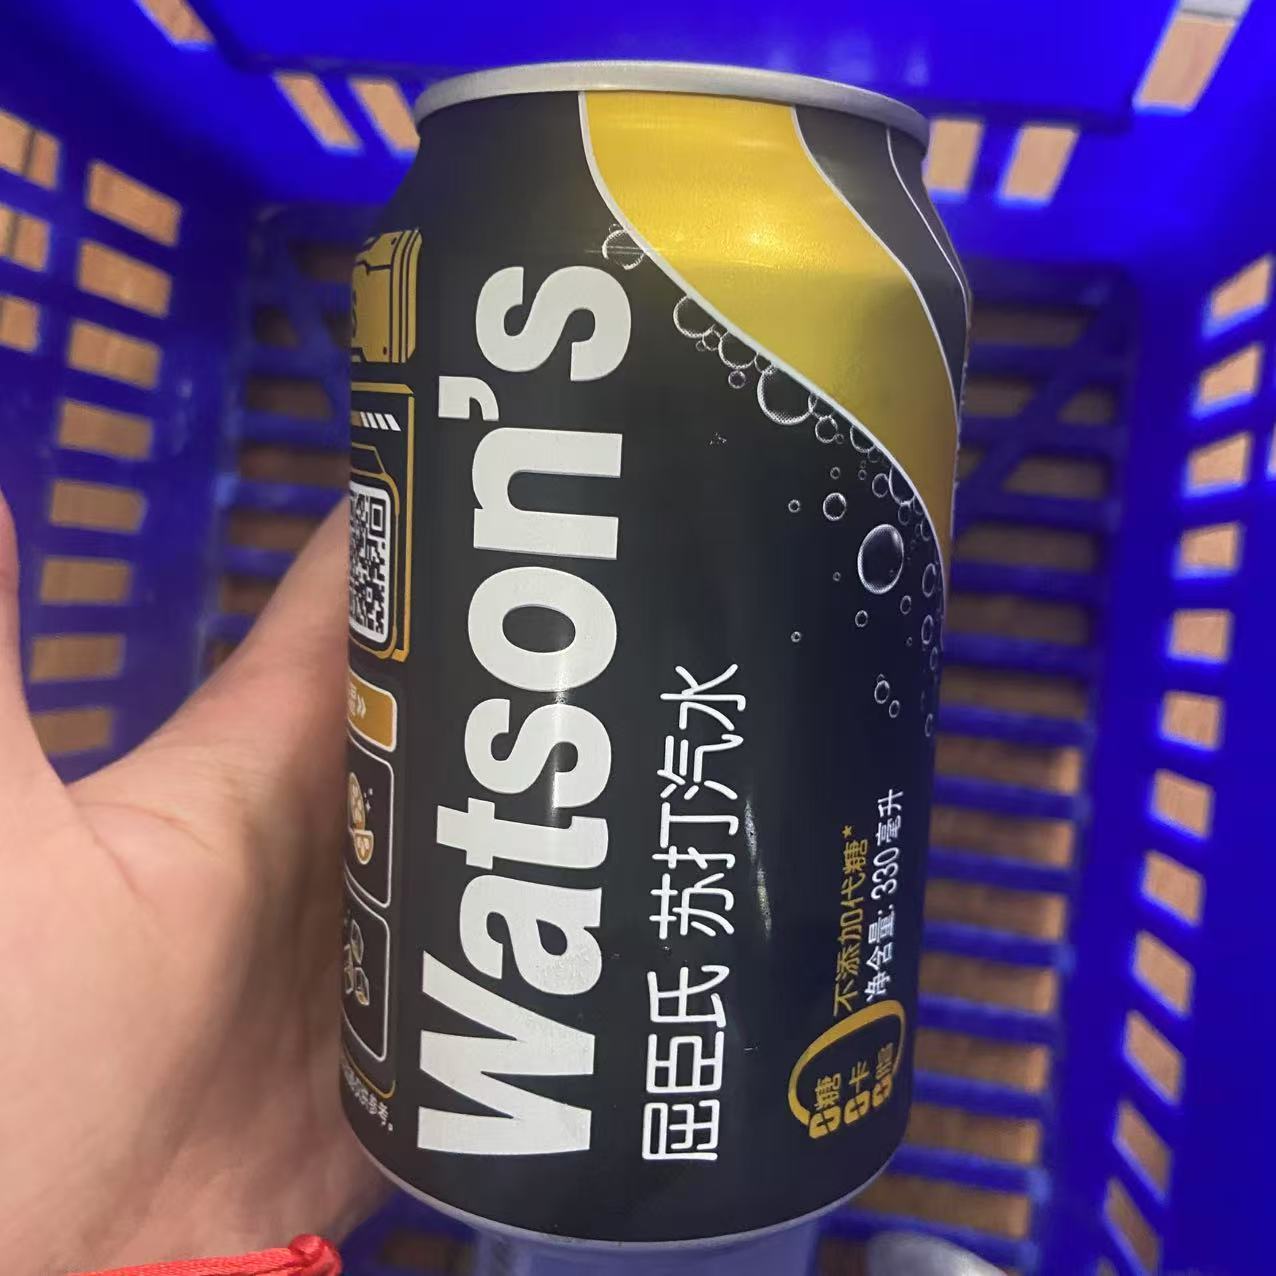 Watson's
屈臣氏 苏打汽水
不添加代糖*
净含量: 330毫升
0糖
0卡
0脂